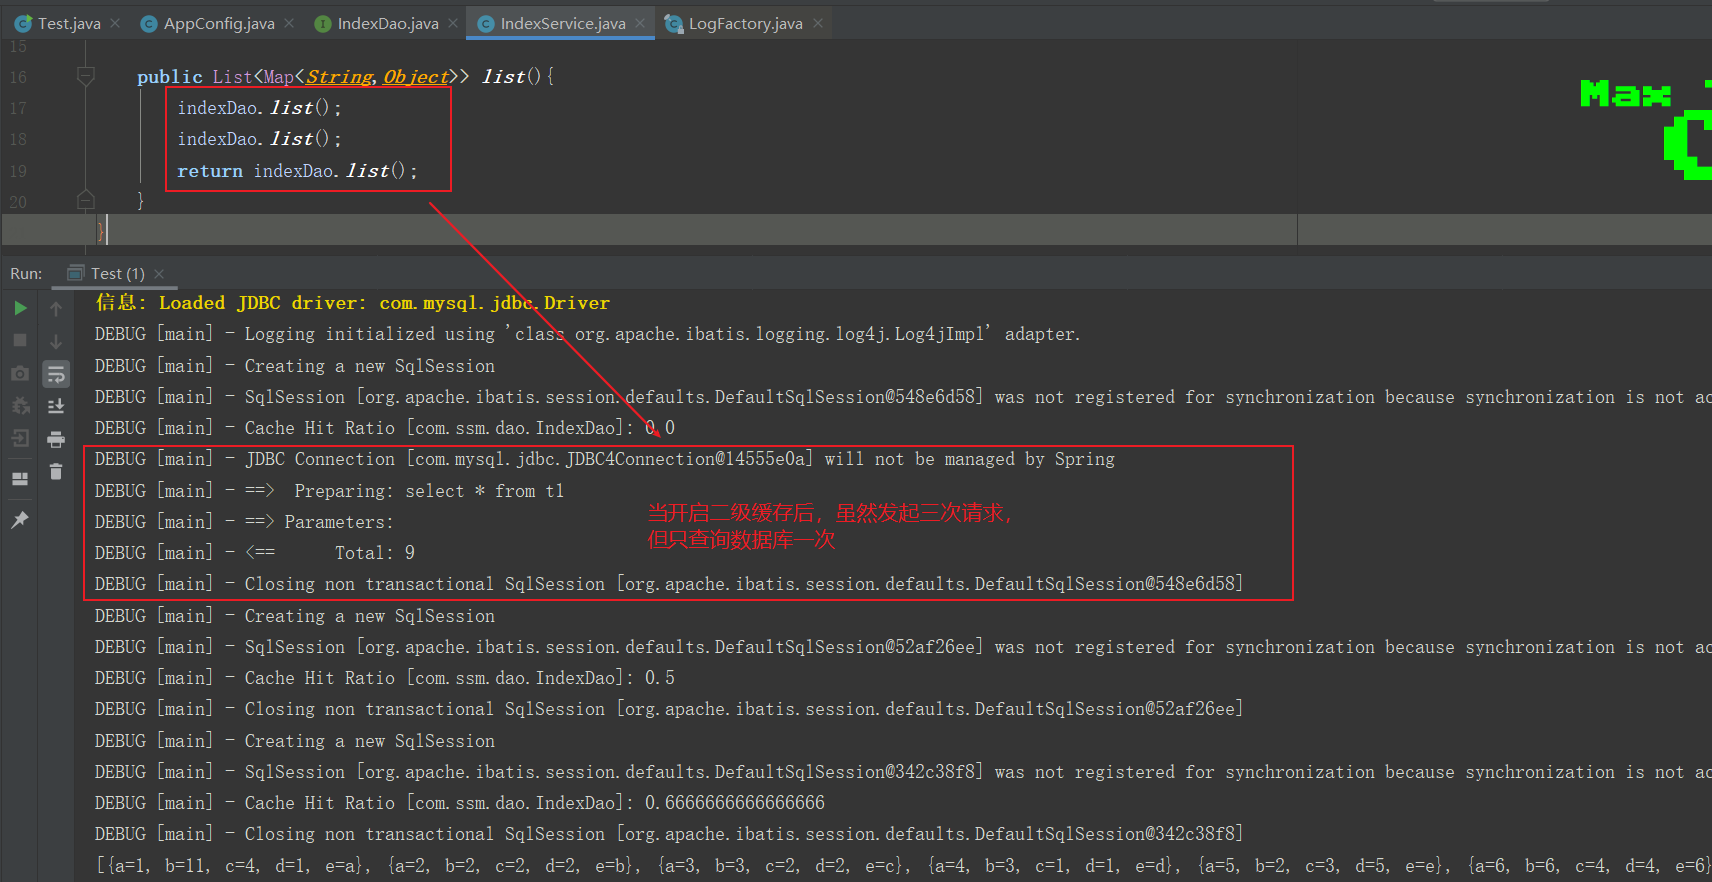 Test.java AppConfig.java IndexDao.java IndexService.java LogFactory.java
15
16 public List<Map<String,Object>> list(){
17 indexDao.list();
18 indexDao.list();
19 return indexDao.list();
20 }
}
Max
Run: Test (1)
信息: Loaded JDBC driver: com.mysql.jdbc.Driver
DEBUG [main] - Logging initialized using 'class org.apache.ibatis.logging.log4j.Log4jImpl' adapter.
DEBUG [main] - Creating a new SqlSession
DEBUG [main] - SqlSession [org.apache.ibatis.session.defaults.DefaultSqlSession@548e6d58] was not registered for synchronization because synchronization is not ac
DEBUG [main] - Cache Hit Ratio [com.ssm.dao.IndexDao]: 0.0
DEBUG [main] - JDBC Connection [com.mysql.jdbc.JDBC4Connection@14555e0a] will not be managed by Spring
DEBUG [main] - ==>  Preparing: select * from t1
DEBUG [main] - ==> Parameters:
DEBUG [main] - <==      Total: 9
当开启二级缓存后，虽然发起三次请求，
但只查询数据库一次
DEBUG [main] - Closing non transactional SqlSession [org.apache.ibatis.session.defaults.DefaultSqlSession@548e6d58]
DEBUG [main] - Creating a new SqlSession
DEBUG [main] - SqlSession [org.apache.ibatis.session.defaults.DefaultSqlSession@52af26ee] was not registered for synchronization because synchronization is not ac
DEBUG [main] - Cache Hit Ratio [com.ssm.dao.IndexDao]: 0.5
DEBUG [main] - Closing non transactional SqlSession [org.apache.ibatis.session.defaults.DefaultSqlSession@52af26ee]
DEBUG [main] - Creating a new SqlSession
DEBUG [main] - SqlSession [org.apache.ibatis.session.defaults.DefaultSqlSession@342c38f8] was not registered for synchronization because synchronization is not ac
DEBUG [main] - Cache Hit Ratio [com.ssm.dao.IndexDao]: 0.6666666666666666
DEBUG [main] - Closing non transactional SqlSession [org.apache.ibatis.session.defaults.DefaultSqlSession@342c38f8]
[{a=1, b=11, c=4, d=1, e=a}, {a=2, b=2, c=2, d=2, e=b}, {a=3, b=3, c=2, d=2, e=c}, {a=4, b=3, c=1, d=1, e=d}, {a=5, b=2, c=3, d=5, e=e}, {a=6, b=6, c=4, d=4, e=6}